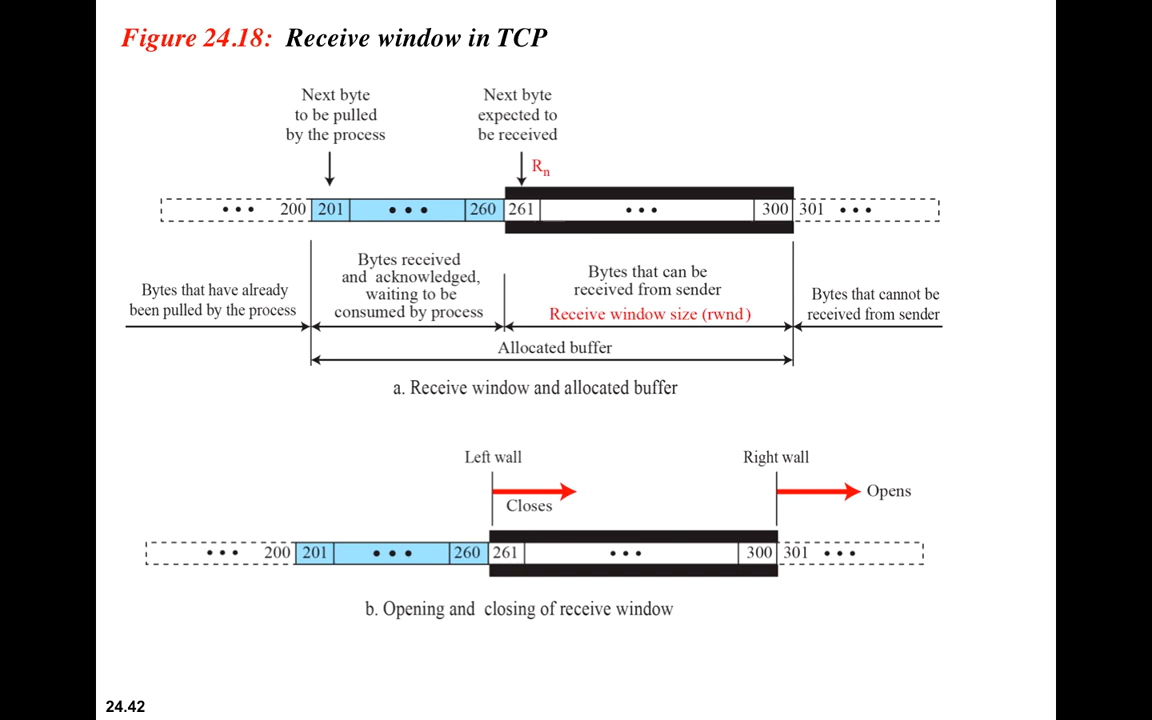 Figure 24.18: Receive window in TCP
Next byte
to be pulled
by the process
Next byte
expected to
be received
Rn
• • • 200 201 • • • 260 261 • • • 300 301 • • •
Bytes that have already
been pulled by the process
Bytes received
and acknowledged,
waiting to be
consumed by process
Bytes that can be
received from sender
Receive window size (rwnd)
Bytes that cannot be
received from sender
Allocated buffer
a. Receive window and allocated buffer
Left wall
Closes
Right wall
Opens
• • • 200 201 • • • 260 261 • • • 300 301 • • •
b. Opening and closing of receive window
24.42